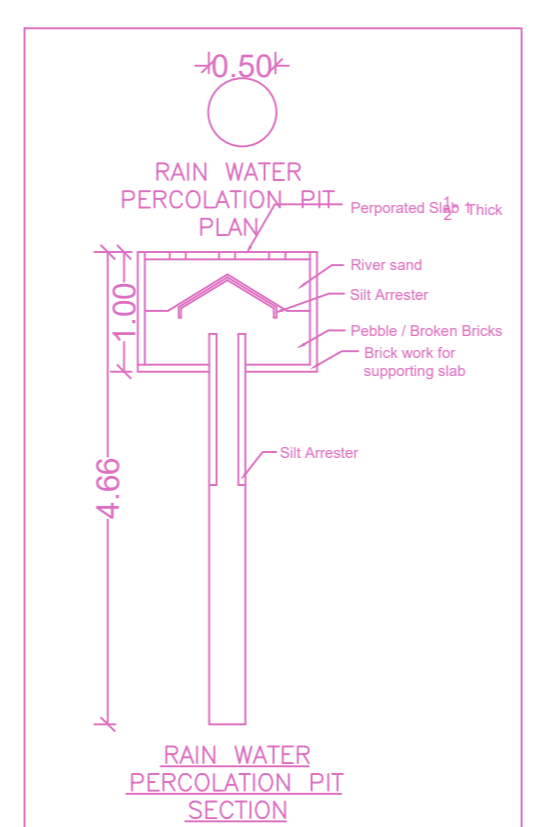 0.50
RAIN WATER
PERCOLATION PIT
PLAN
Perporated Slab 1½" Thick
River sand
Silt Arrester
1.00
Pebble / Broken Bricks
Brick work for
supporting slab
Silt Arrester
4.66
RAIN WATER
PERCOLATION PIT
SECTION